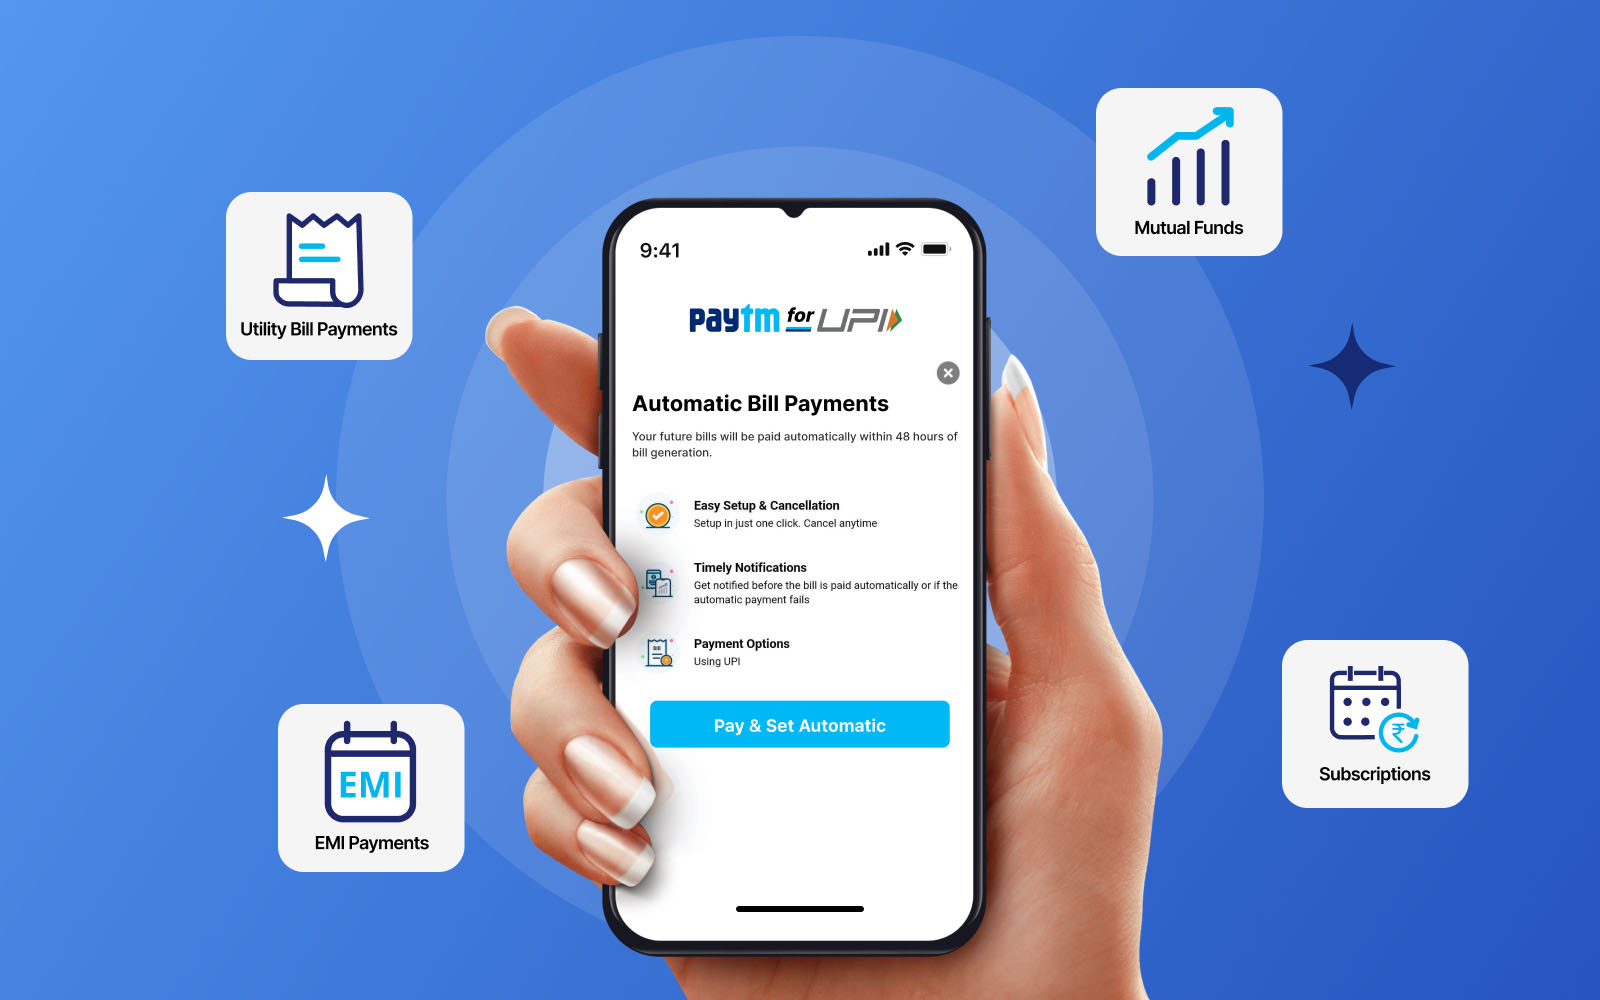 Mutual Funds
Utility Bill Payments
9:41
paytm for UPI
Automatic Bill Payments
Your future bills will be paid automatically within 48 hours of
bill generation.
Easy Setup & Cancellation
Setup in just one click. Cancel anytime
Timely Notifications
Get notified before the bill is paid automatically or if the
automatic payment fails
Payment Options
Using UPI
Pay & Set Automatic
EMI
EMI Payments
₹
Subscriptions